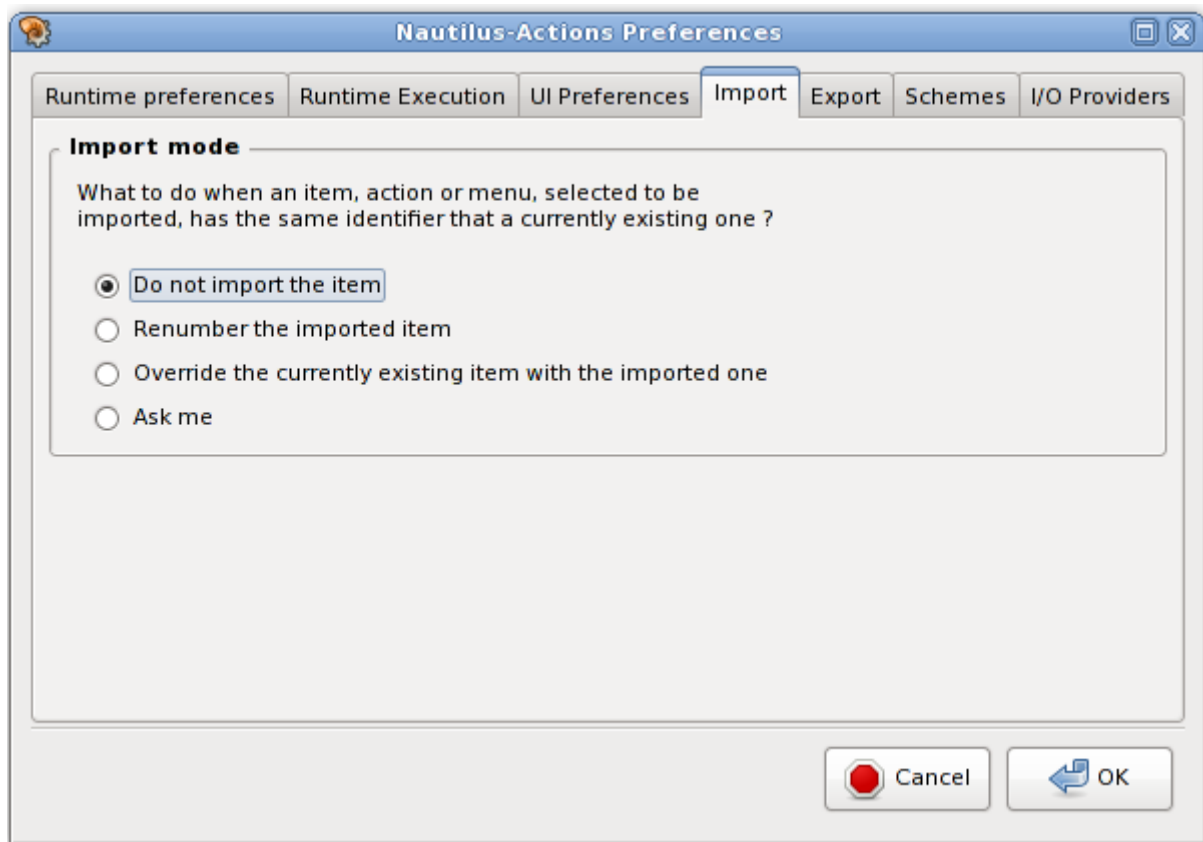 Nautilus-Actions Preferences
Runtime preferences Runtime Execution UI Preferences Import Export Schemes I/O Providers
Import mode
What to do when an item, action or menu, selected to be
imported, has the same identifier that a currently existing one ?
Do not import the item
Renumber the imported item
Override the currently existing item with the imported one
Ask me
Cancel OK